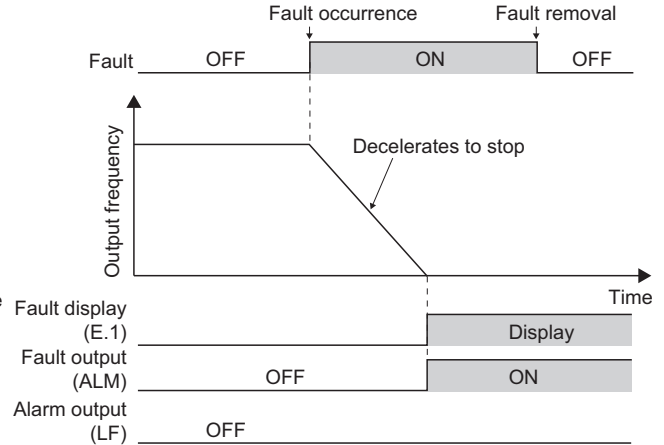 Fault occurrence
Fault removal
Fault
OFF
ON
OFF
Output frequency
Decelerates to stop
Time
e
Fault display
(E.1)
Display
Fault output
(ALM)
OFF
ON
Alarm output
(LF)
OFF